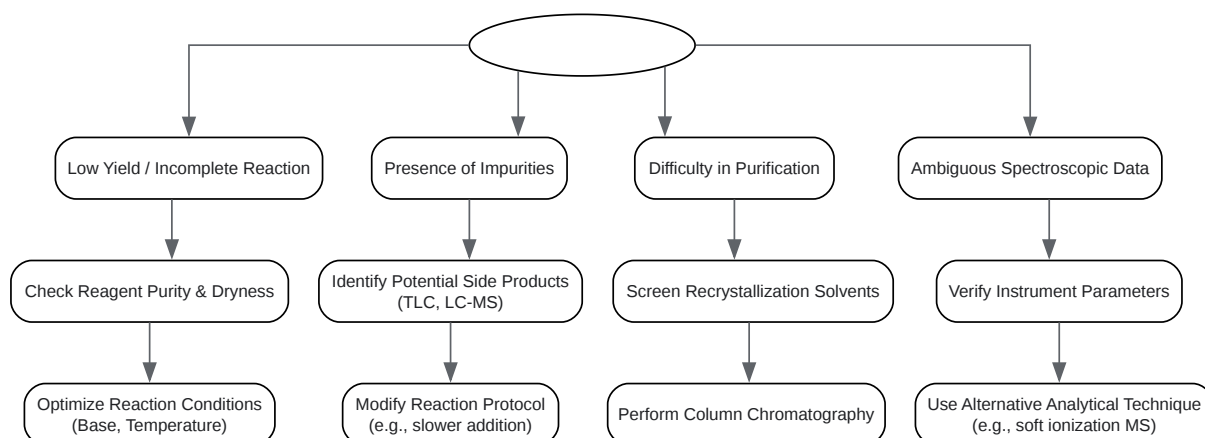 Low Yield / Incomplete Reaction
Presence of Impurities
Difficulty in Purification
Ambiguous Spectroscopic Data
Check Reagent Purity & Dryness
Identify Potential Side Products
(TLC, LC-MS)
Screen Recrystallization Solvents
Verify Instrument Parameters
Optimize Reaction Conditions
(Base, Temperature)
Modify Reaction Protocol
(e.g., slower addition)
Perform Column Chromatography
Use Alternative Analytical Technique
(e.g., soft ionization MS)